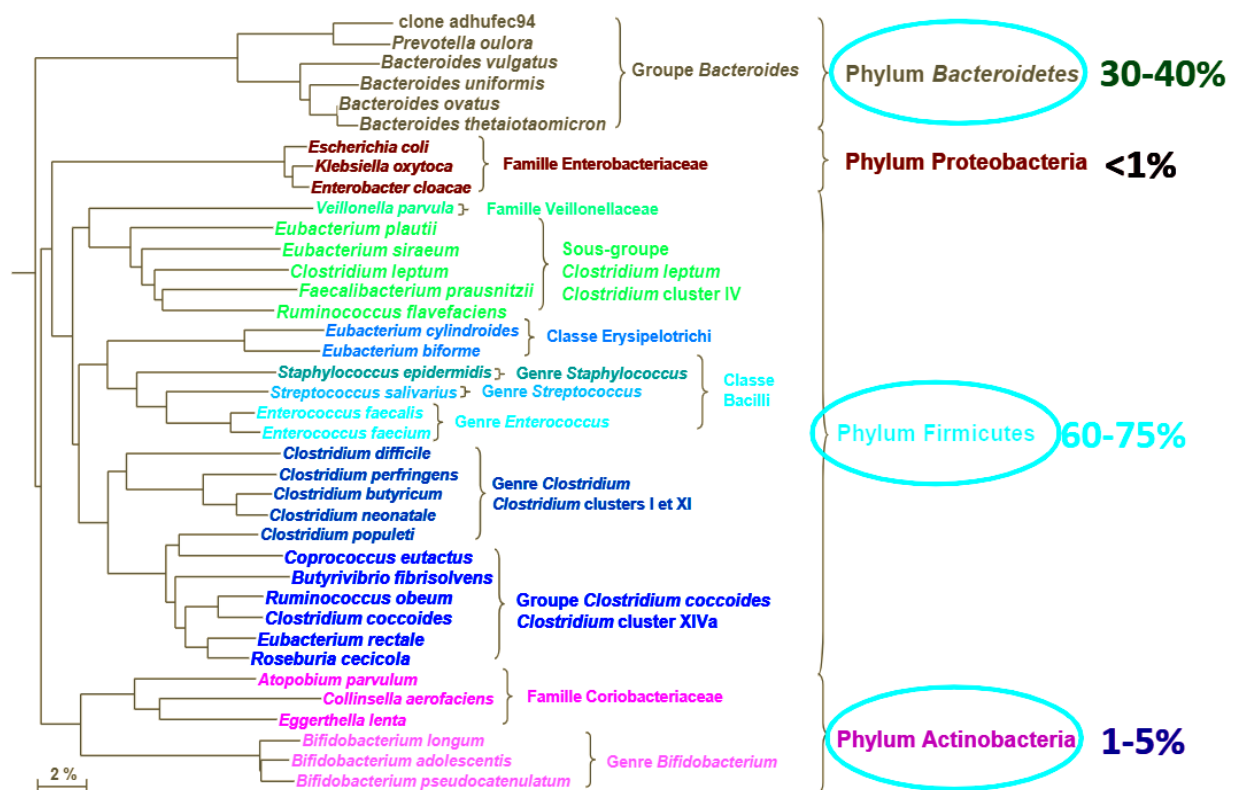 clone adhufec94
Prevotella oulora
Bacteroides vulgatus
Bacteroides uniformis
Bacteroides ovatus
Bacteroides thetaiotaomicron
Groupe Bacteroides
Phylum Bacteroidetes
30-40%
Escherichia coli
Klebsiella oxytoca
Enterobacter cloacae
Famille Enterobacteriaceae
Phylum Proteobacteria
<1%
Veillonella parvula
Famille Veillonellaceae
Eubacterium plautii
Eubacterium siraeum
Clostridium leptum
Faecalibacterium prausnitzii
Ruminococcus flavefaciens
Sous-groupe
Clostridium leptum
Clostridium cluster IV
Eubacterium cylindroides
Eubacterium biforme
Classe Erysipelotrichi
Staphylococcus epidermidis
Genre Staphylococcus
Streptococcus salivarius
Genre Streptococcus
Enterococcus faecalis
Enterococcus faecium
Genre Enterococcus
Classe
Bacilli
Phylum Firmicutes
60-75%
Clostridium difficile
Clostridium perfringens
Clostridium butyricum
Clostridium neonatale
Clostridium populeti
Genre Clostridium
Clostridium clusters I et XI
Coprococcus eutactus
Butyrivibrio fibrisolvens
Ruminococcus obeum
Clostridium coccoides
Eubacterium rectale
Roseburia cecicola
Groupe Clostridium coccoides
Clostridium cluster XIVa
Atopobium parvulum
Collinsella aerofaciens
Eggerthella lenta
Famille Coriobacteriaceae
Phylum Actinobacteria
1-5%
Bifidobacterium longum
Bifidobacterium adolescentis
Bifidobacterium pseudocatenulatum
Genre Bifidobacterium
2 %